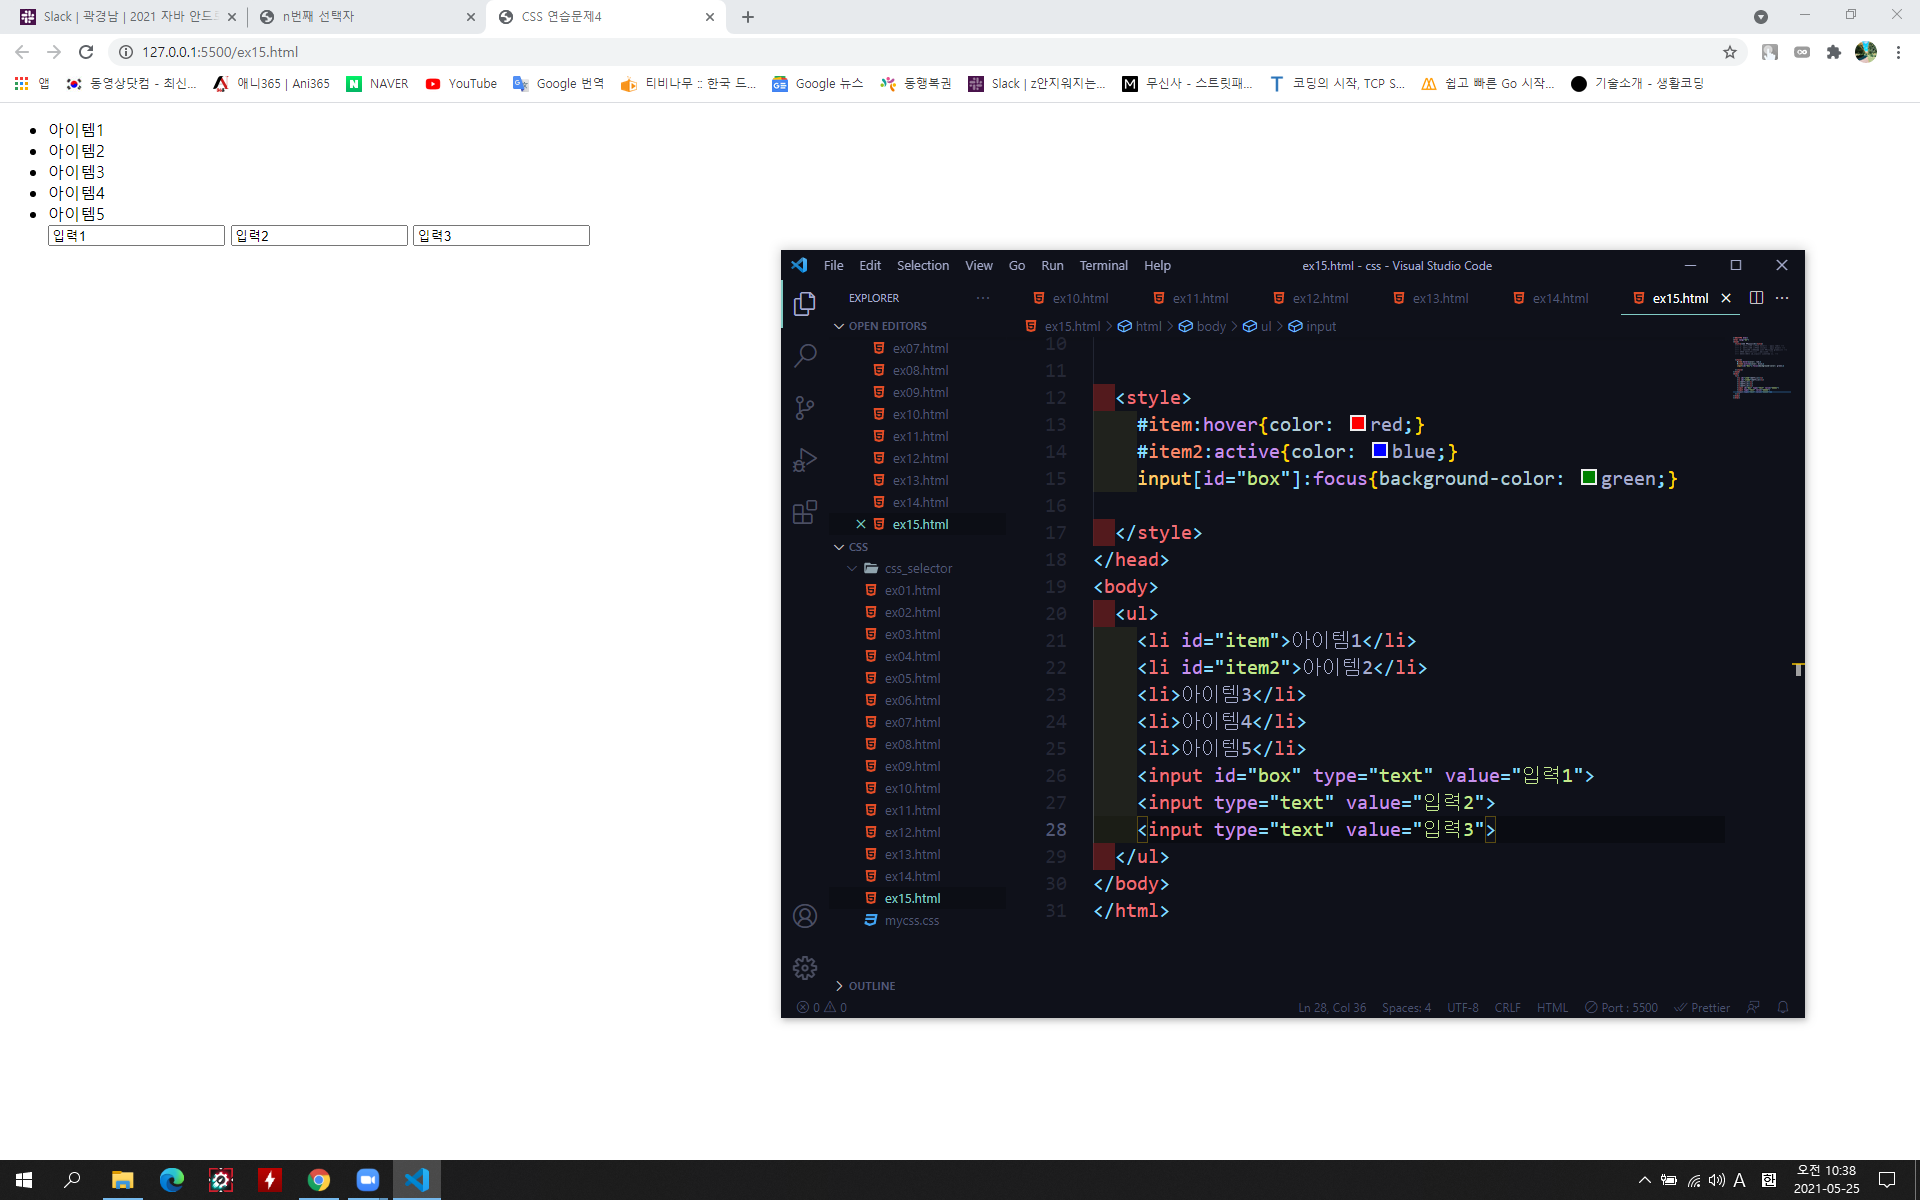 Slack | 곽경남 | 2021 자바 안드
n번째 선택자
CSS 연습문제4
127.0.0.1:5500/ex15.html
앱
동영상닷컴 - 최신...
애니365 | Ani365
NAVER
YouTube
Google 번역
티비나무 :: 한국 드...
Google 뉴스
동행복권
Slack | z안지워지는...
무신사 - 스트릿패...
코딩의 시작, TCP S...
쉽고 빠른 Go 시작...
기술소개 - 생활코딩
아이템1
아이템2
아이템3
아이템4
아이템5
입력1 입력2 입력3
File Edit Selection View Go Run Terminal Help
ex15.html - css - Visual Studio Code
EXPLORER
ex10.html ex11.html ex12.html ex13.html ex14.html ex15.html
OPEN EDITORS
ex07.html
ex08.html
ex09.html
ex10.html
ex11.html
ex12.html
ex13.html
ex14.html
ex15.html
CSS
css_selector
ex01.html
ex02.html
ex03.html
ex04.html
ex05.html
ex06.html
ex07.html
ex08.html
ex09.html
ex10.html
ex11.html
ex12.html
ex13.html
ex14.html
ex15.html
mycss.css
OUTLINE
ex15.html > html > body > ul > input
10
11
12 <style>
13 #item:hover{color: red;}
14 #item2:active{color: blue;}
15 input[id="box"]:focus{background-color: green;}
16
17 </style>
18 </head>
19 <body>
20 <ul>
21 <li id="item">아이템1</li>
22 <li id="item2">아이템2</li>
23 <li>아이템3</li>
24 <li>아이템4</li>
25 <li>아이템5</li>
26 <input id="box" type="text" value="입력1">
27 <input type="text" value="입력2">
28 <input type="text" value="입력3">
29 </ul>
30 </body>
31 </html>
0 0
Ln 28, Col 36 Spaces: 4 UTF-8 CRLF HTML Port : 5500 Prettier
A 한
오전 10:38
2021-05-25